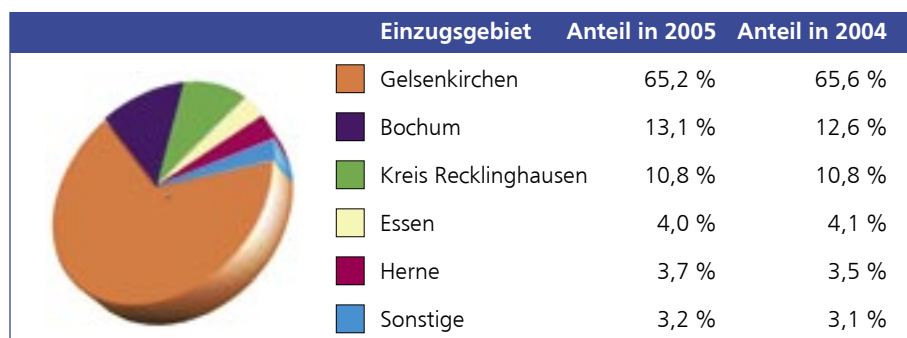 Einzugsgebiet Anteil in 2005 Anteil in 2004
Gelsenkirchen 65,2 % 65,6 %
Bochum 13,1 % 12,6 %
Kreis Recklinghausen 10,8 % 10,8 %
Essen 4,0 % 4,1 %
Herne 3,7 % 3,5 %
Sonstige 3,2 % 3,1 %